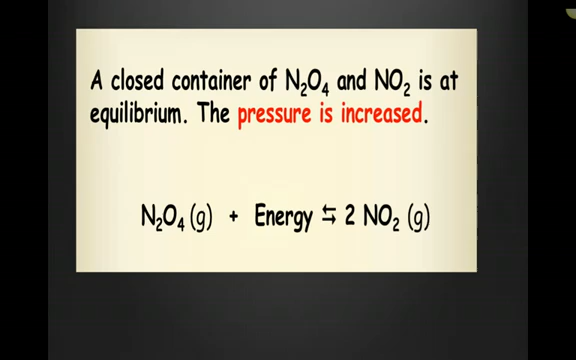 A closed container of N₂O₄ and NO₂ is at
equilibrium. The pressure is increased.
N₂O₄ (g) + Energy ⇆ 2 NO₂ (g)